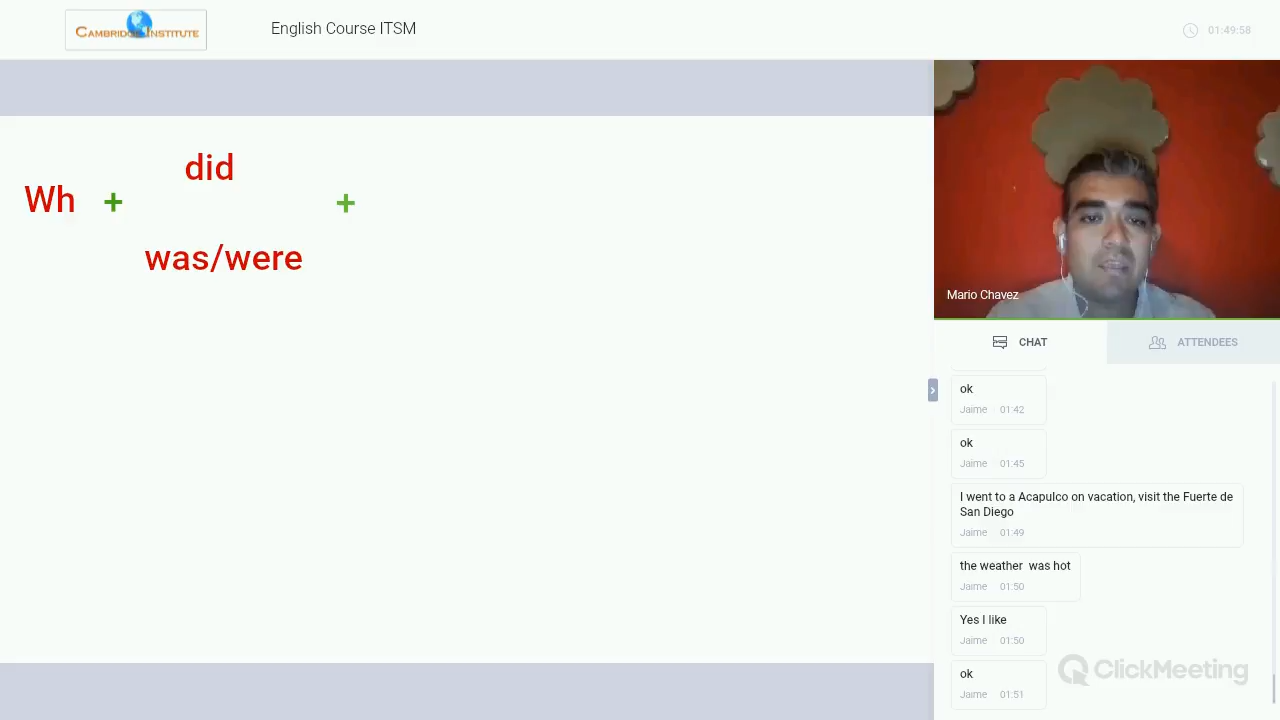 CAMBRIDGE INSTITUTE
English Course ITSM
01:49:58
did
Wh + +
was/were
Mario Chavez
CHAT
ATTENDEES
ok
Jaime 01:42
ok
Jaime 01:45
I went to a Acapulco on vacation, visit the Fuerte de
San Diego
Jaime 01:49
the weather was hot
Jaime 01:50
Yes I like
Jaime 01:50
ok
Jaime 01:51
ClickMeeting